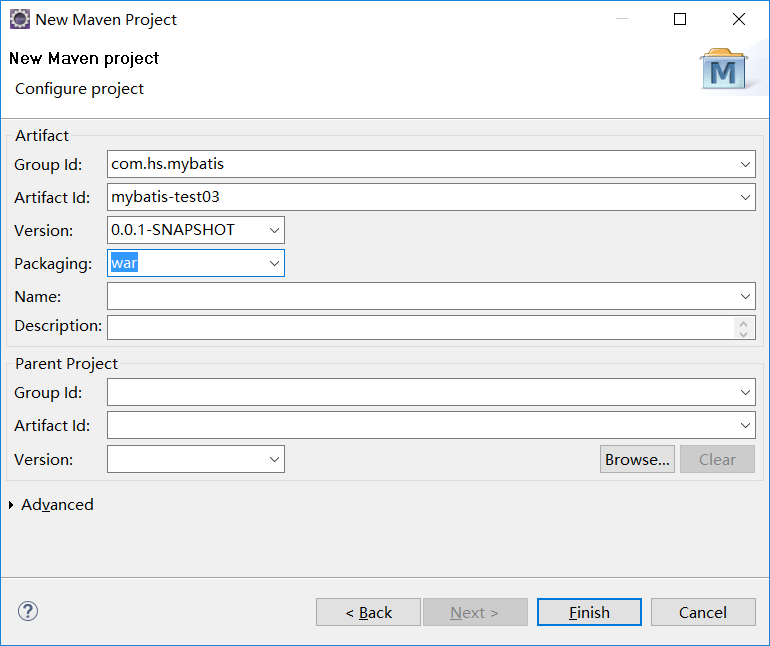 New Maven Project
New Maven project
Configure project
M
Artifact
Group Id: com.hs.mybatis
Artifact Id: mybatis-test03
Version: 0.0.1-SNAPSHOT
Packaging: war
Name:
Description:
Parent Project
Group Id:
Artifact Id:
Version:
Browse... Clear
Advanced
? < Back Next > Finish Cancel